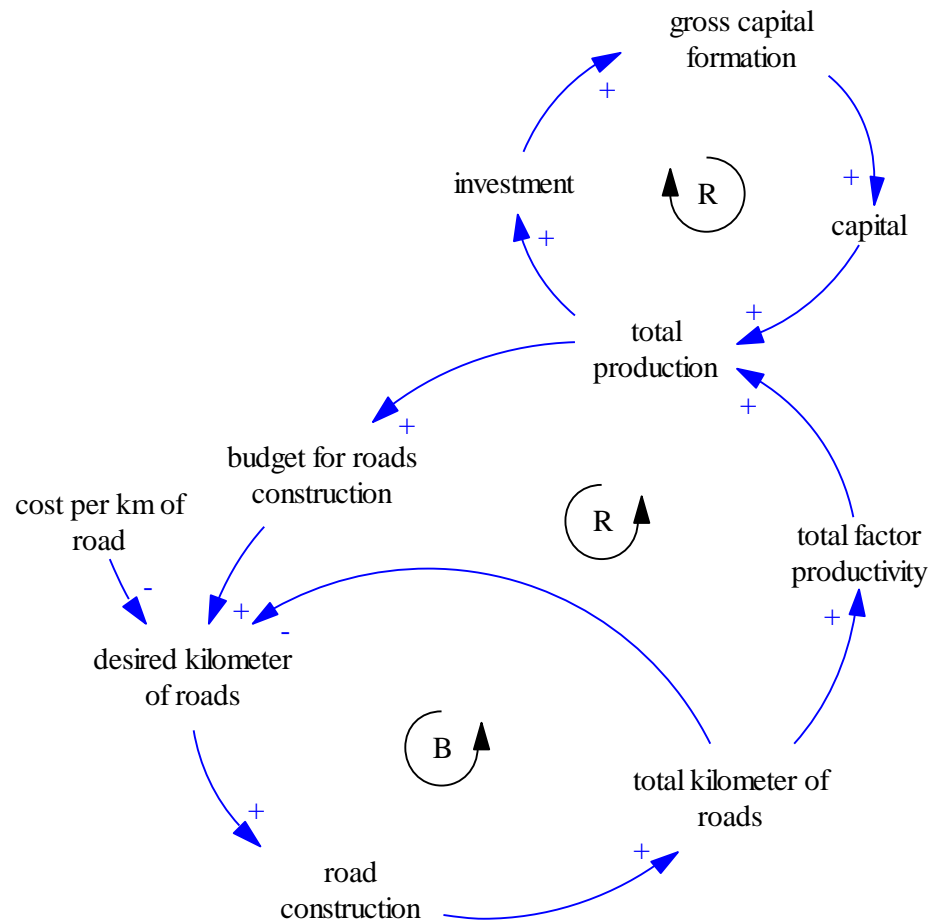 gross capital
formation
+
investment
R
+
capital
+
+
total
production
+
+
+
budget for roads
construction
cost per km of
road
R
total factor
productivity
-
+
-
+
desired kilometer
of roads
B
total kilometer of
roads
+
+
road
construction